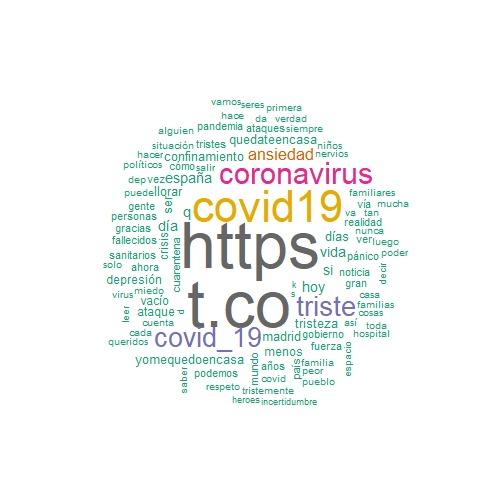 vamos seres primera
hace da verdad
alguien pandemia ataques siempre
situación tristes quedateencasa niños
hacer confinamiento ansiedad nervios
políticos cómo salir
dep vez españa coronavirus
puede llorar familiares
gente ser q covid19 vía mucha
personas va tan
gracias día realidad
fallecidos crisis https días ver nunca
sanitarios cuarentena vida luego
solo ahora pánico poder
depresión si noticia decir
virus miedo t.co k s hoy gran
vacío triste casa
leer ataque p familias
cuenta tristeza así cosas
cada covid_19 madrid gobierno toda
queridos fuerza hospital
yomequedoencasa mundo menos familia espacio
saber podemos años país peor
respeto covid pueblo
tristemente
heroes incertidumbre